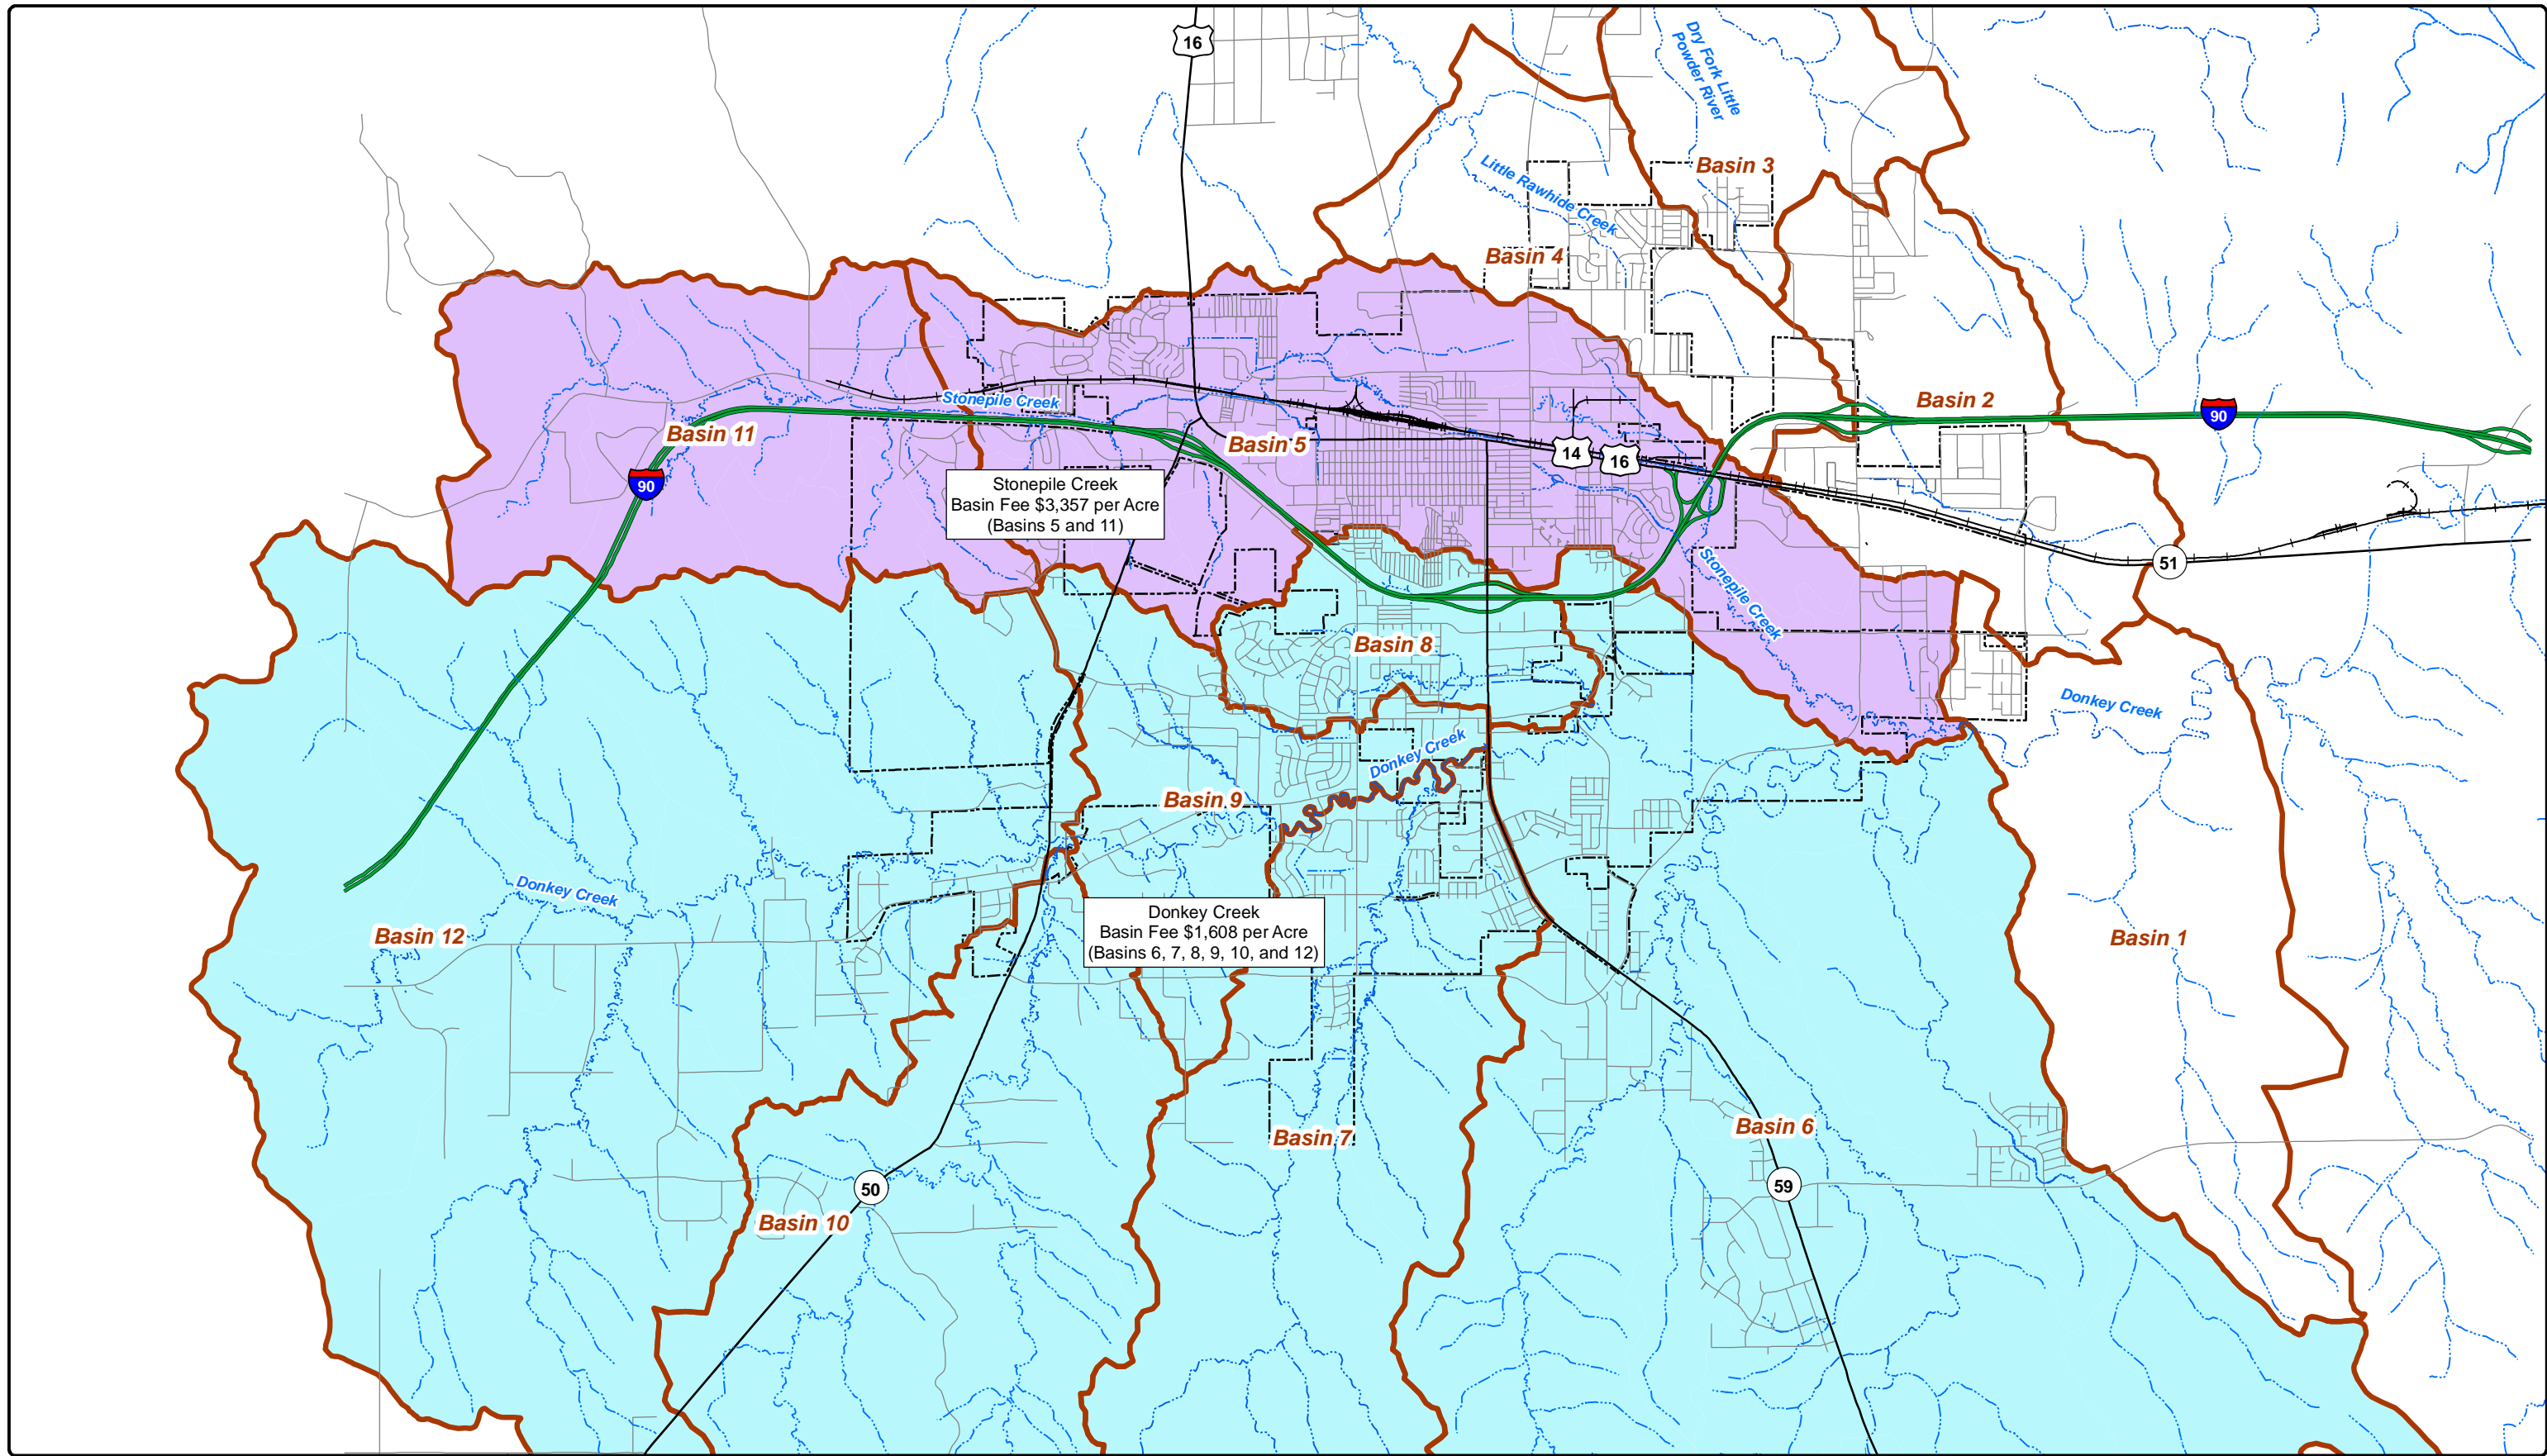 16
Dry Fork Little
Powder River
Little Rawhide Creek
Basin 3
Basin 4
Stonepile Creek
Basin 2
90
Basin 11
Basin 5
14
16
90
Stonepile Creek
Basin Fee $3,357 per Acre
(Basins 5 and 11)
51
Stonepile Creek
Basin 8
Donkey Creek
Donkey Creek
Basin 9
Donkey Creek
Basin 12
Donkey Creek
Basin Fee $1,608 per Acre
(Basins 6, 7, 8, 9, 10, and 12)
Basin 1
Basin 7
Basin 6
50
59
Basin 10